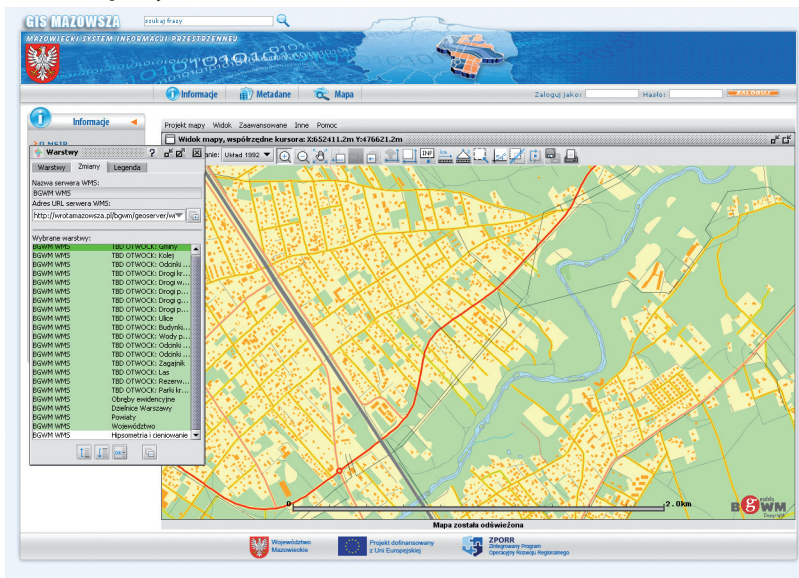 GIS MAZOWSZA
szukaj frazy
MAZOWIECKI SYSTEM INFORMACJI PRZESTRZENNEJ
Informacje
Metadane
Mapa
Zaloguj jako:
Hasło:
ZALOGUJ
Informacje
Projekt mapy Widok Zaawansowane Inne Pomoc
Widok mapy, współrzędne kursora: X:652411.2m Y:476621.2m
Układ 1992
INF
Warstwy
?
Warstwy
Zmiany
Legenda
Nazwa serwera WMS:
BGWM WMS
Adres URL serwera WMS:
http://wrotamazowsza.pl/bgwm/geoserver/w
Wybrane warstwy:
BGWM WMS TBD OTWOCK: Gminy
BGWM WMS TBD OTWOCK: Kolej
BGWM WMS TBD OTWOCK: Odcinki ...
BGWM WMS TBD OTWOCK: Drogi kr...
BGWM WMS TBD OTWOCK: Drogi w...
BGWM WMS TBD OTWOCK: Drogi p...
BGWM WMS TBD OTWOCK: Drogi g...
BGWM WMS TBD OTWOCK: Drogi p...
BGWM WMS TBD OTWOCK: Ulice
BGWM WMS TBD OTWOCK: Budynki...
BGWM WMS TBD OTWOCK: Wody p...
BGWM WMS TBD OTWOCK: Odcinki ...
BGWM WMS TBD OTWOCK: Odcinki ...
BGWM WMS TBD OTWOCK: Zagajnik
BGWM WMS TBD OTWOCK: Las
BGWM WMS TBD OTWOCK: Rezerw...
BGWM WMS TBD OTWOCK: Parki kr...
BGWM WMS Obręby ewidencyjne
BGWM WMS Dzielnice Warszawy
BGWM WMS Powiaty
BGWM WMS Województwo
BGWM WMS Hipsometria i cieniowanie
0
2.0km
BgWM
Mapa została odświeżona
Województwo
Mazowieckie
Projekt dofinansowany
z Uni Europejskiej
ZPORR
Zintegrowany Program
Operacyjny Rozwoju Regionalnego